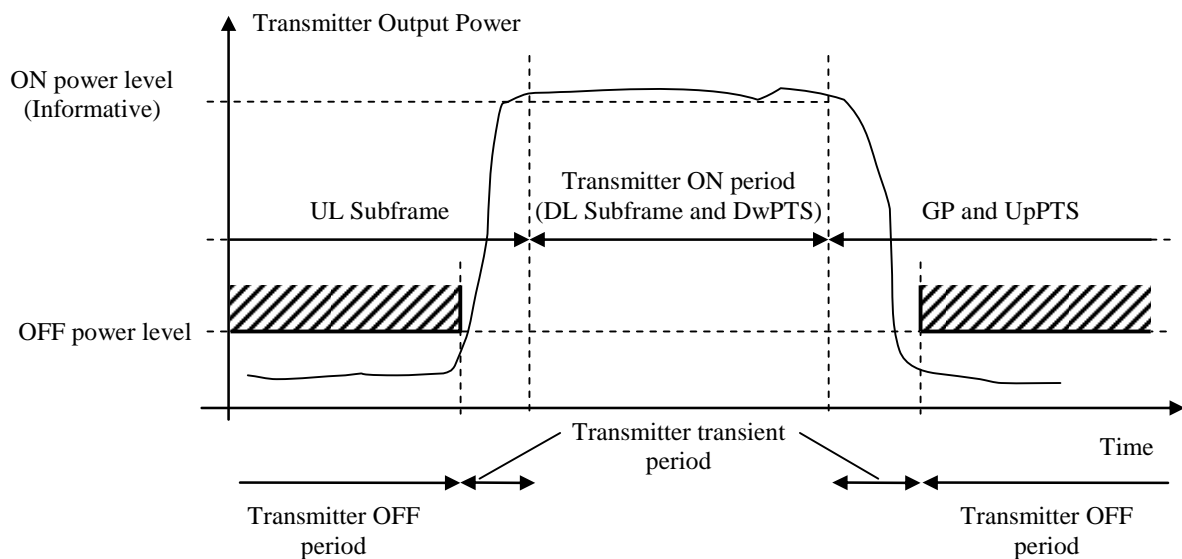 Transmitter Output Power
ON power level
(Informative)
Transmitter ON period
(DL Subframe and DwPTS)
UL Subframe
GP and UpPTS
OFF power level
Transmitter transient
period
Time
Transmitter OFF
period
Transmitter OFF
period